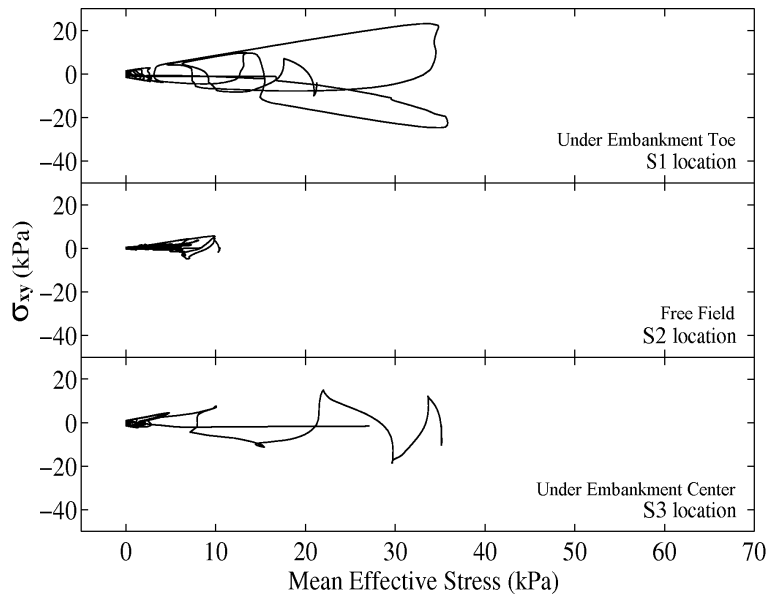 20
0
−20
−40
Under Embankment Toe
S1 location
20
0
−20
−40
Free Field
S2 location
σxy (kPa)
20
0
−20
−40
Under Embankment Center
S3 location
0 10 20 30 40 50 60 70
Mean Effective Stress (kPa)